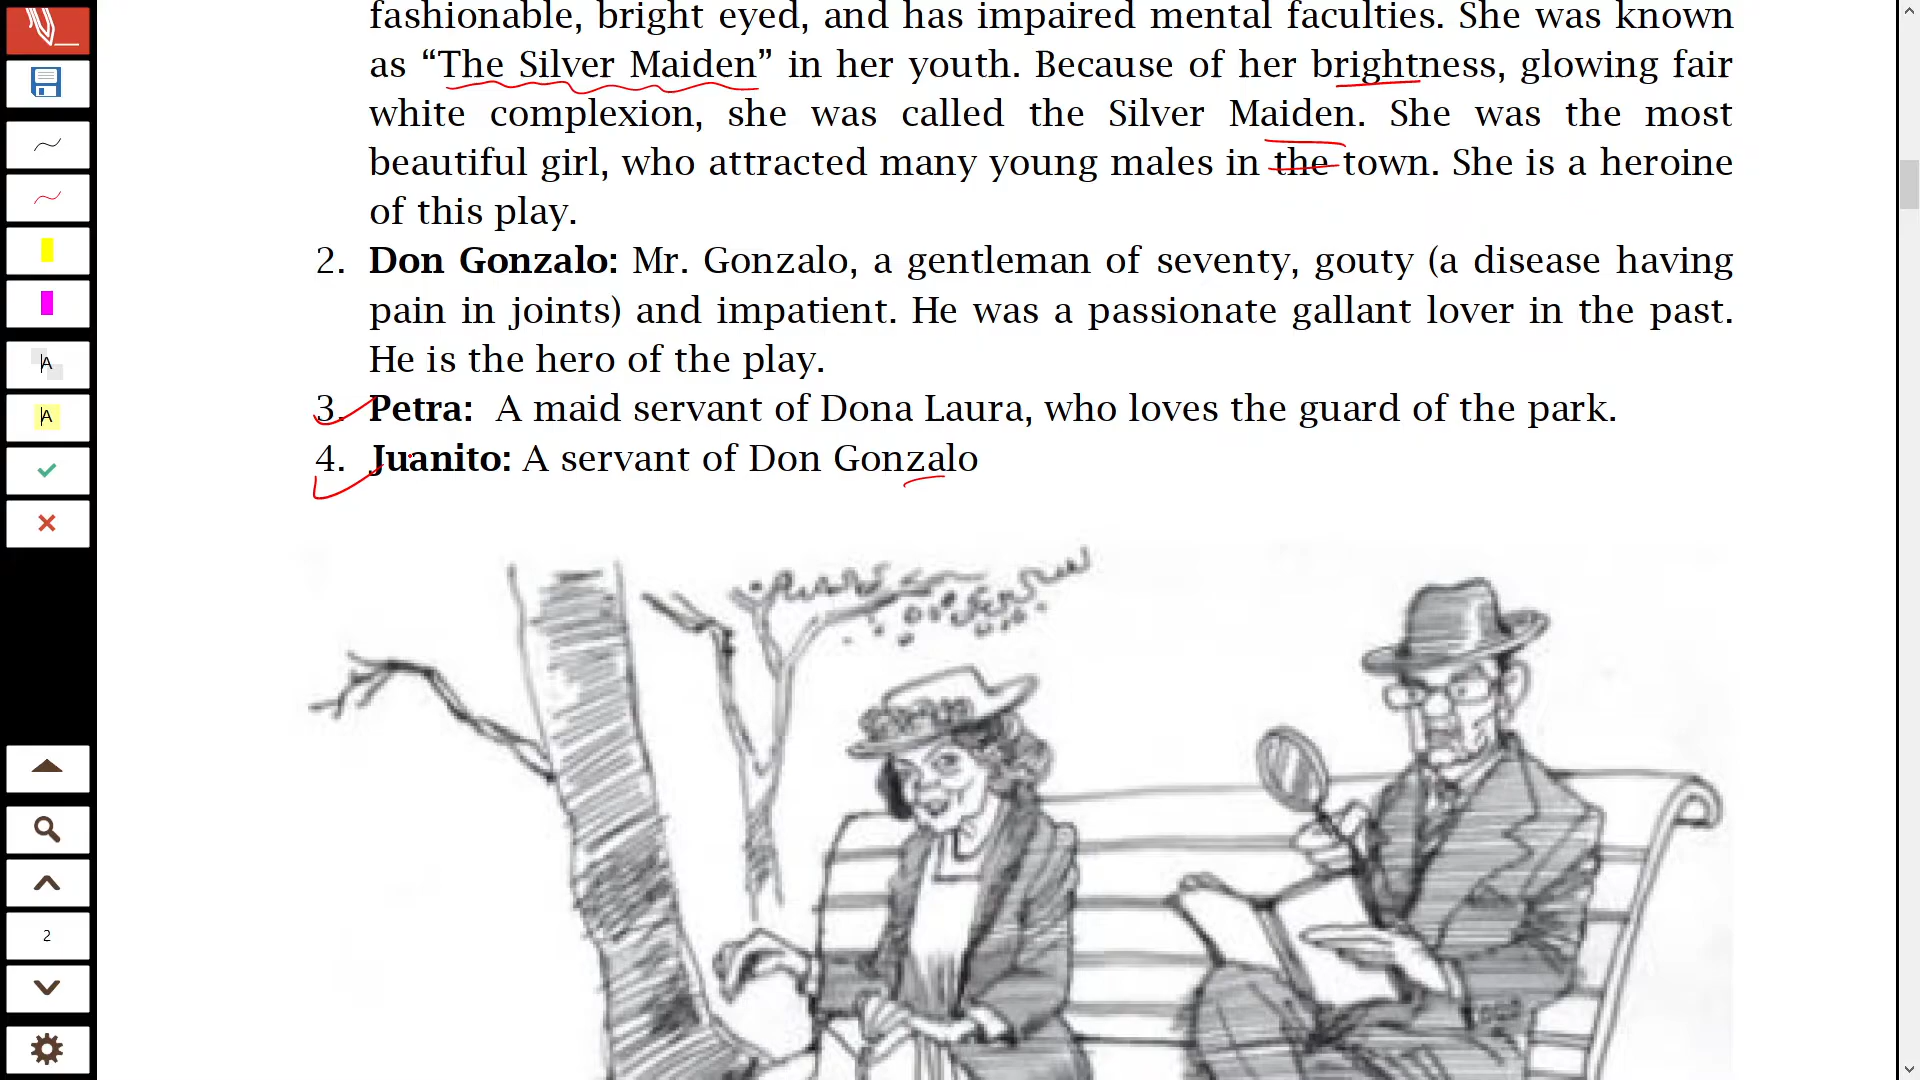 fashionable, bright eyed, and has impaired mental faculties. She was known
as “The Silver Maiden” in her youth. Because of her brightness, glowing fair
white complexion, she was called the Silver Maiden. She was the most
beautiful girl, who attracted many young males in the town. She is a heroine
of this play.
2. Don Gonzalo: Mr. Gonzalo, a gentleman of seventy, gouty (a disease having
pain in joints) and impatient. He was a passionate gallant lover in the past.
He is the hero of the play.
3. Petra: A maid servant of Dona Laura, who loves the guard of the park.
4. Juanito: A servant of Don Gonzalo
A
A
2